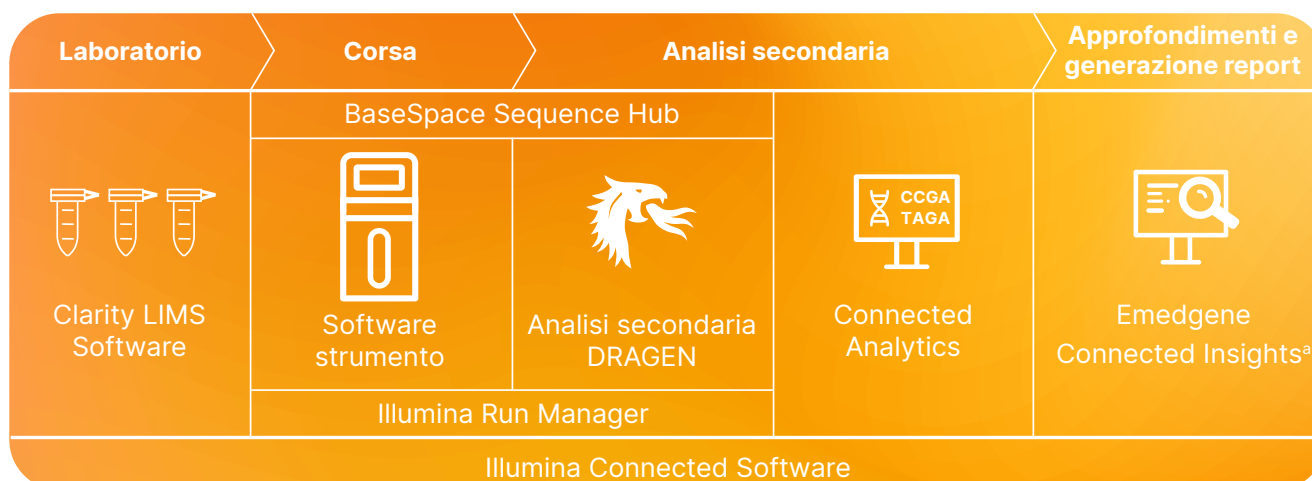 Laboratorio
Corsa
Analisi secondaria
Approfondimenti e
generazione report
BaseSpace Sequence Hub
CCGA
TAGA
Clarity LIMS
Software
Software
strumento
Analisi secondaria
DRAGEN
Connected
Analytics
Emedgene
Connected Insightsª
Illumina Run Manager
Illumina Connected Software